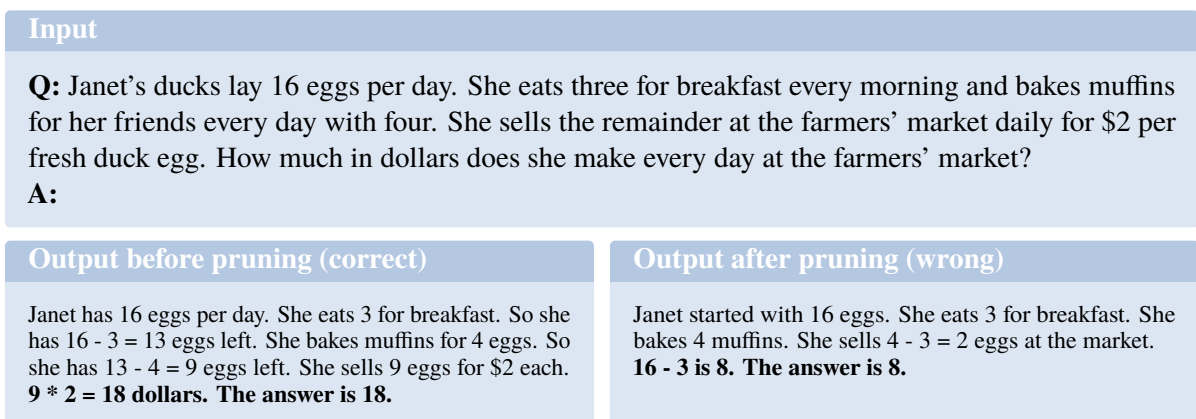 Input
Q: Janet's ducks lay 16 eggs per day. She eats three for breakfast every morning and bakes muffins
for her friends every day with four. She sells the remainder at the farmers' market daily for $2 per
fresh duck egg. How much in dollars does she make every day at the farmers' market?
A:
Output before pruning (correct)
Janet has 16 eggs per day. She eats 3 for breakfast. So she
has 16 - 3 = 13 eggs left. She bakes muffins for 4 eggs. So
she has 13 - 4 = 9 eggs left. She sells 9 eggs for $2 each.
9 * 2 = 18 dollars. The answer is 18.
Output after pruning (wrong)
Janet started with 16 eggs. She eats 3 for breakfast. She
bakes 4 muffins. She sells 4 - 3 = 2 eggs at the market.
16 - 3 is 8. The answer is 8.